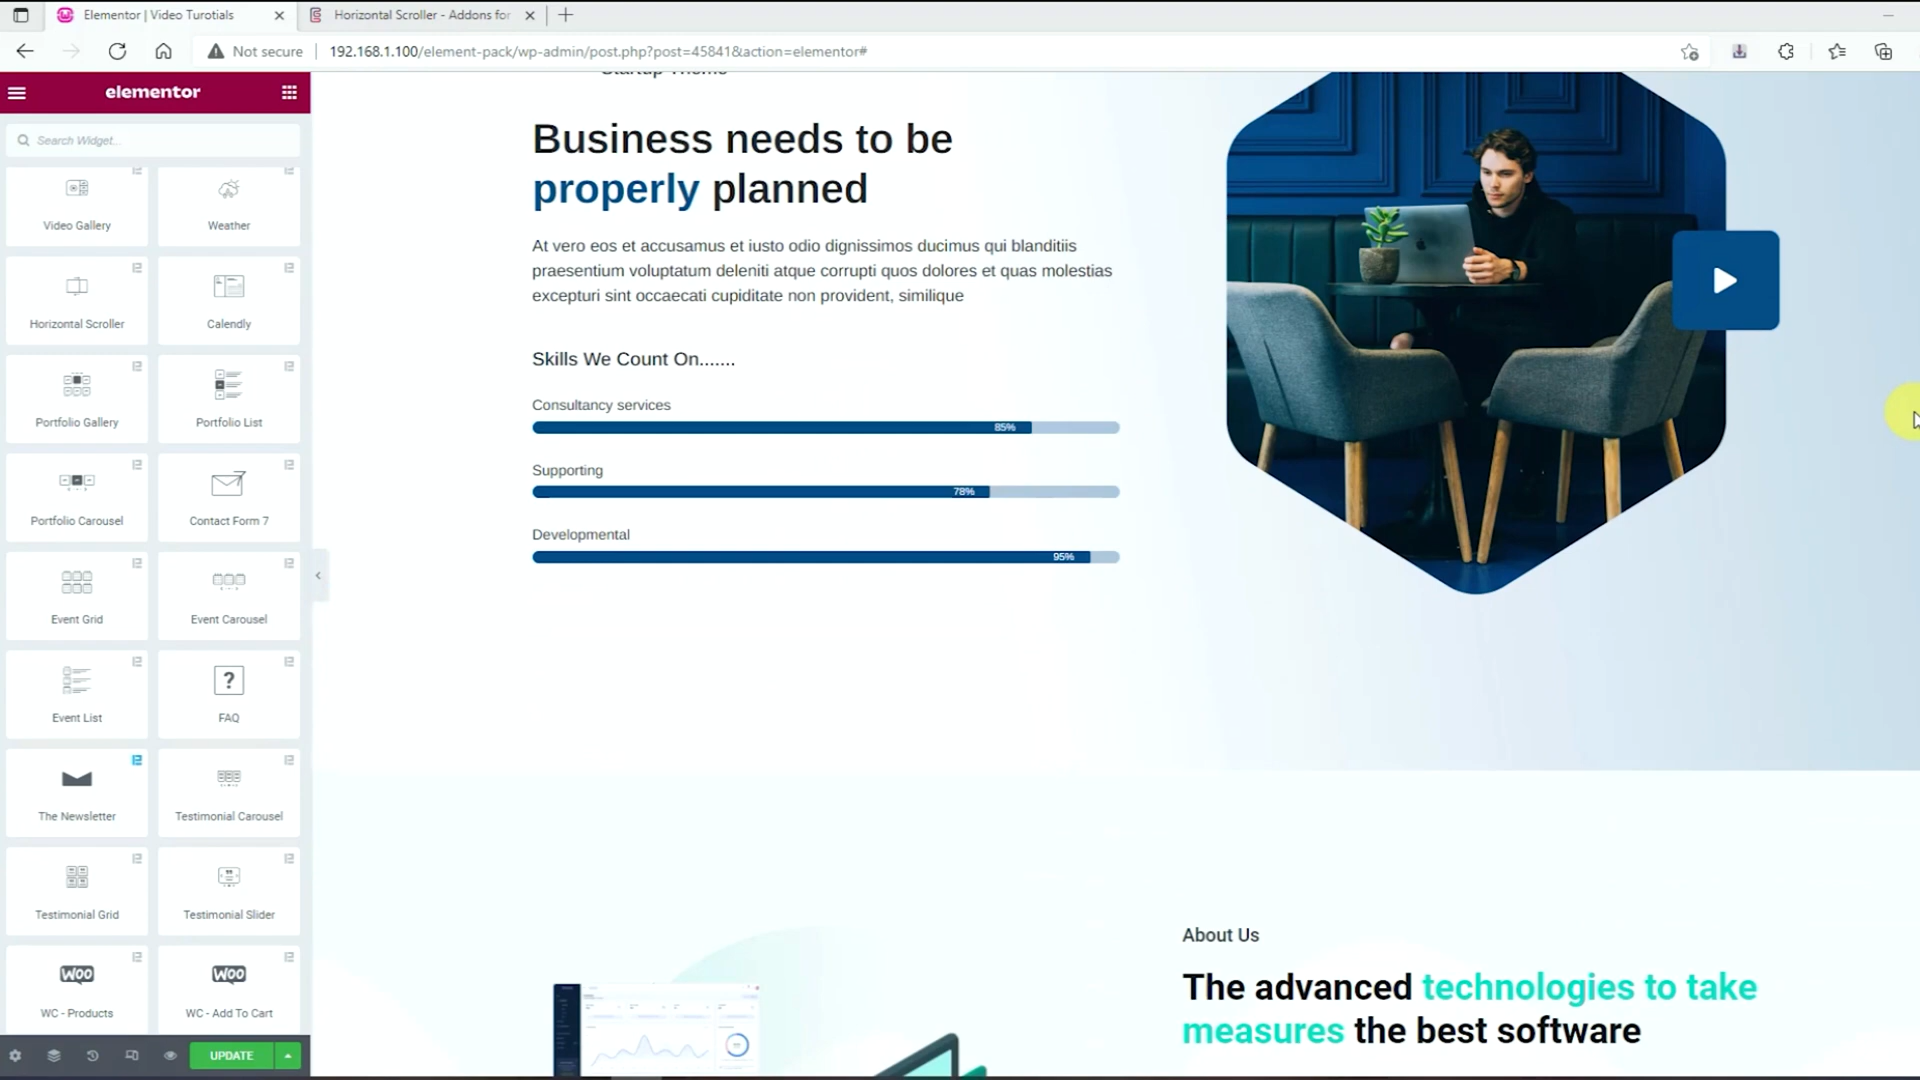 Elementor | Video Turotials
Horizontal Scroller - Addons for
Not secure
192.168.1.100/element-pack/wp-admin/post.php?post=45841&action=elementor#
elementor
Search Widget...
Video Gallery
Weather
Horizontal Scroller
Calendly
Portfolio Gallery
Portfolio List
Portfolio Carousel
Contact Form 7
Event Grid
Event Carousel
Event List
?
FAQ
The Newsletter
Testimonial Carousel
Testimonial Grid
Testimonial Slider
WOO
WC - Products
WOO
WC - Add To Cart
UPDATE
Startup Theme
Business needs to be
properly planned
At vero eos et accusamus et iusto odio dignissimos ducimus qui blanditiis
praesentium voluptatum deleniti atque corrupti quos dolores et quas molestias
excepturi sint occaecati cupiditate non provident, similique
Skills We Count On.......
Consultancy services
85%
Supporting
78%
Developmental
95%
About Us
The advanced technologies to take
measures the best software